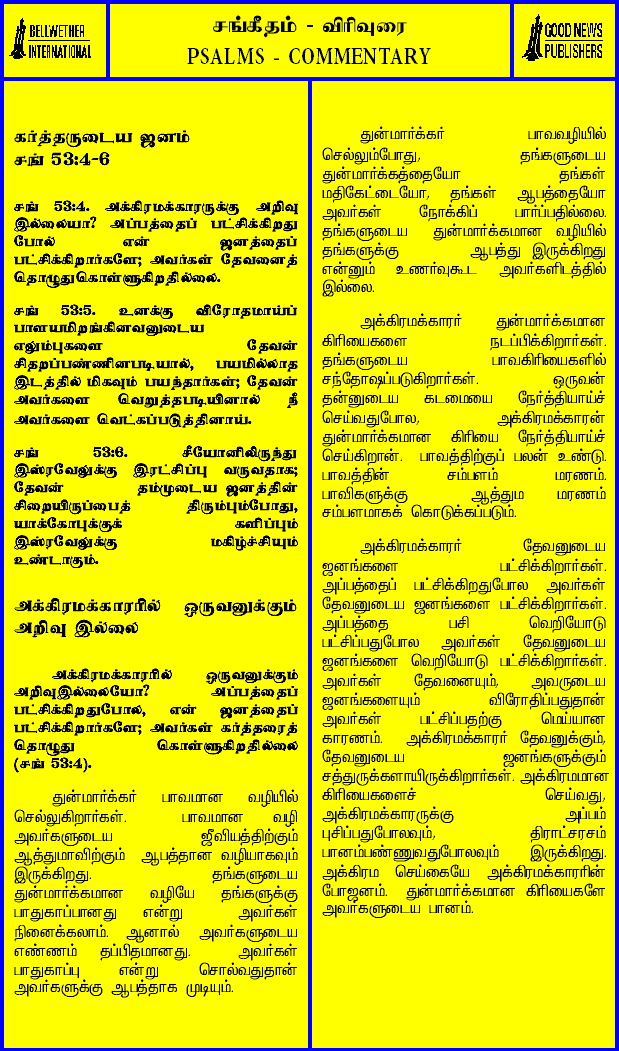 BELLWETHER
INTERNATIONAL
சங்கீதம் - விரிவுரை
PSALMS - COMMENTARY
GOOD NEWS
PUBLISHERS
கர்த்தருடைய ஜனம்
சங் 53:4-6
சங் 53:4. அக்கிரமக்காரருக்கு அறிவு
இல்லையா? அப்பத்தைப் பட்சிக்கிறது
போல் என் ஜனத்தைப்
பட்சிக்கிறார்களே; அவர்கள் தேவனைத்
தொழுதுகொள்ளுகிறதில்லை.
சங் 53:5. உனக்கு விரோதமாய்ப்
பாளயமிறங்கினவனுடைய
எலும்புகளை தேவன்
சிதறப்பண்ணினபடியால், பயமில்லாத
இடத்தில் மிகவும் பயந்தார்கள்; தேவன்
அவர்களை வெறுத்தபடியினால் நீ
அவர்களை வெட்கப்படுத்தினாய்.
சங் 53:6. சீயோனிலிருந்து
இஸ்ரவேலுக்கு இரட்சிப்பு வருவதாக;
தேவன் தம்முடைய ஜனத்தின்
சிறையிருப்பைத் திருப்பும்போது,
யாக்கோபுக்குக் களிப்பும்
இஸ்ரவேலுக்கு மகிழ்ச்சியும்
உண்டாகும்.
அக்கிரமக்காரரில் ஒருவனுக்கும்
அறிவு இல்லை
அக்கிரமக்காரரில் ஒருவனுக்கும்
அறிவுஇல்லையோ? அப்பத்தைப்
பட்சிக்கிறதுபோல, என் ஜனத்தைப்
பட்சிக்கிறார்களே; அவர்கள் கர்த்தரைத்
தொழுது கொள்ளுகிறதில்லை
(சங் 53:4).
துன்மார்க்கர் பாவமான வழியில்
செல்லுகிறார்கள். பாவமான வழி
அவர்களுடைய ஜீவியத்திற்கும்
ஆத்துமாவிற்கும் ஆபத்தான வழியாகவும்
இருக்கிறது. தங்களுடைய
துன்மார்க்கமான வழியே தங்களுக்கு
பாதுகாப்பானது என்று அவர்கள்
நினைக்கலாம். ஆனால் அவர்களுடைய
எண்ணம் தப்பிதமானது. அவர்கள்
பாதுகாப்பு என்று சொல்வதுதான்
அவர்களுக்கு ஆபத்தாக முடியும்.
துன்மார்க்கர் பாவவழியில்
செல்லும்போது, தங்களுடைய
துன்மார்க்கத்தையோ தங்கள்
மதிகேட்டையோ, தங்கள் ஆபத்தையோ
அவர்கள் நோக்கிப் பார்ப்பதில்லை.
தங்களுடைய துன்மார்க்கமான வழியில்
தங்களுக்கு ஆபத்து இருக்கிறது
என்னும் உணர்வுகூட அவர்களிடத்தில்
இல்லை.
அக்கிரமக்காரர் துன்மார்க்கமான
கிரியைகளை நடப்பிக்கிறார்கள்.
தங்களுடைய பாவகிரியைகளில்
சந்தோஷப்படுகிறார்கள். ஒருவன்
தன்னுடைய கடமையை நேர்த்தியாய்ச்
செய்வதுபோல, அக்கிரமக்காரன்
துன்மார்க்கமான கிரியை நேர்த்தியாய்ச்
செய்கிறான். பாவத்திற்குப் பலன் உண்டு.
பாவத்தின் சம்பளம் மரணம்.
பாவிகளுக்கு ஆத்தும மரணம்
சம்பளமாகக் கொடுக்கப்படும்.
அக்கிரமக்காரர் தேவனுடைய
ஜனங்களை பட்சிக்கிறார்கள்.
அப்பத்தைப் பட்சிக்கிறதுபோல அவர்கள்
தேவனுடைய ஜனங்களை பட்சிக்கிறார்கள்.
அப்பத்தை பசி வெறியோடு
பட்சிப்பதுபோல அவர்கள் தேவனுடைய
ஜனங்களை வெறியோடு பட்சிக்கிறார்கள்.
அவர்கள் தேவனையும், அவருடைய
ஜனங்களையும் விரோதிப்பதுதான்
அவர்கள் பட்சிப்பதற்கு மெய்யான
காரணம். அக்கிரமக்காரர் தேவனுக்கும்,
தேவனுடைய ஜனங்களுக்கும்
சத்துருக்களாயிருக்கிறார்கள். அக்கிரமமான
கிரியைகளைச் செய்வது,
அக்கிரமக்காரருக்கு அப்பம்
புசிப்பதுபோலவும், திராட்சரசம்
பானம்பண்ணுவதுபோலவும் இருக்கிறது.
அக்கிரம செய்கையே அக்கிரமக்காரரின்
போஜனம். துன்மார்க்கமான கிரியைகளே
அவர்களுடைய பானம்.